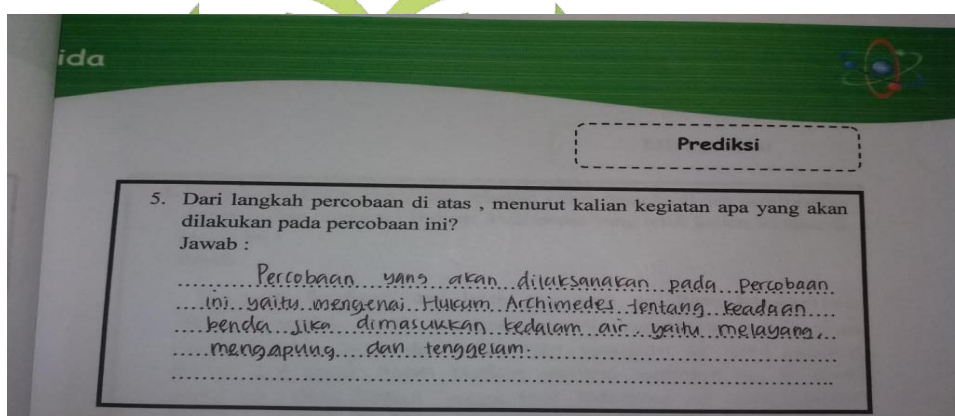 ida
Prediksi
5. Dari langkah percobaan di atas , menurut kalian kegiatan apa yang akan
dilakukan pada percobaan ini?
Jawab :
Percobaan yang akan dilaksanakan pada Percobaan
ini yaitu mengenai Hukum Archimedes tentang keadaan
benda jika dimasukkan kedalam air yaitu melayang,
mengapung dan tenggelam.